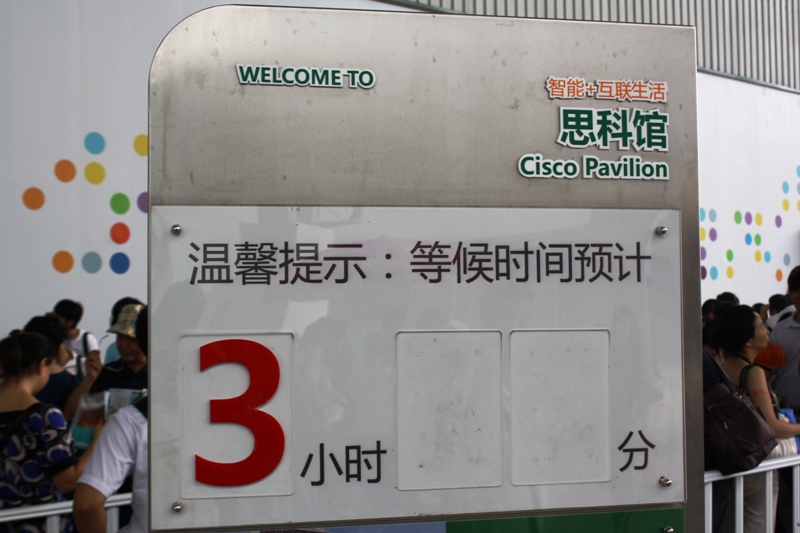 WELCOME TO
智能+互联生活
思科馆
Cisco Pavilion
温馨提示：等候时间预计
3 小时 分